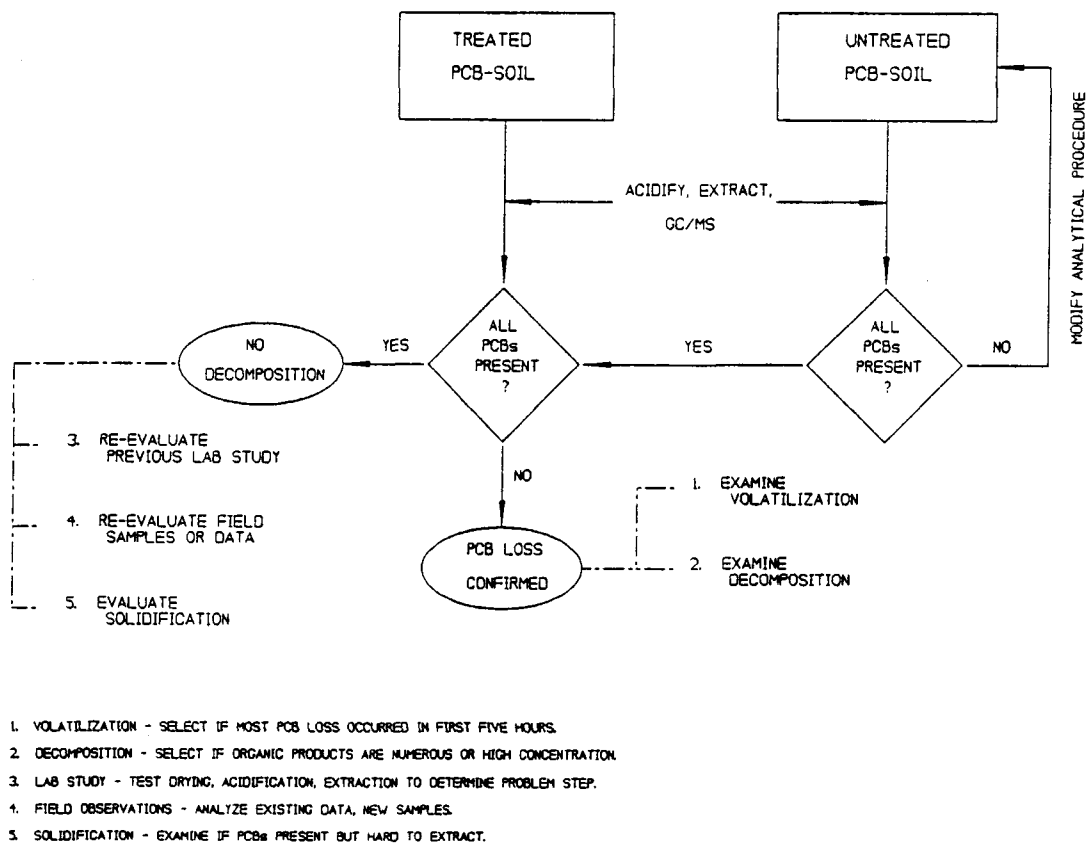 TREATED
PCB-SOIL
UNTREATED
PCB-SOIL
MODIFY ANALYTICAL PROCEDURE
ACIDIFY, EXTRACT,
GC/MS
NO
DECOMPOSITION
YES
ALL
PCBs
PRESENT
?
YES
ALL
PCBs
PRESENT
?
NO
NO
3. RE-EVALUATE
PREVIOUS LAB STUDY
4. RE-EVALUATE FIELD
SAMPLES OR DATA
5. EVALUATE
SOLIDIFICATION
PCB LOSS
CONFIRMED
1. EXAMINE
VOLATILIZATION
2. EXAMINE
DECOMPOSITION
1. VOLATILIZATION - SELECT IF MOST PCB LOSS OCCURRED IN FIRST FIVE HOURS.
2. DECOMPOSITION - SELECT IF ORGANIC PRODUCTS ARE NUMEROUS OR HIGH CONCENTRATION.
3. LAB STUDY - TEST DRYING, ACIDIFICATION, EXTRACTION TO DETERMINE PROBLEM STEP.
4. FIELD OBSERVATIONS - ANALYZE EXISTING DATA, NEW SAMPLES.
5. SOLIDIFICATION - EXAMINE IF PCBs PRESENT BUT HARD TO EXTRACT.